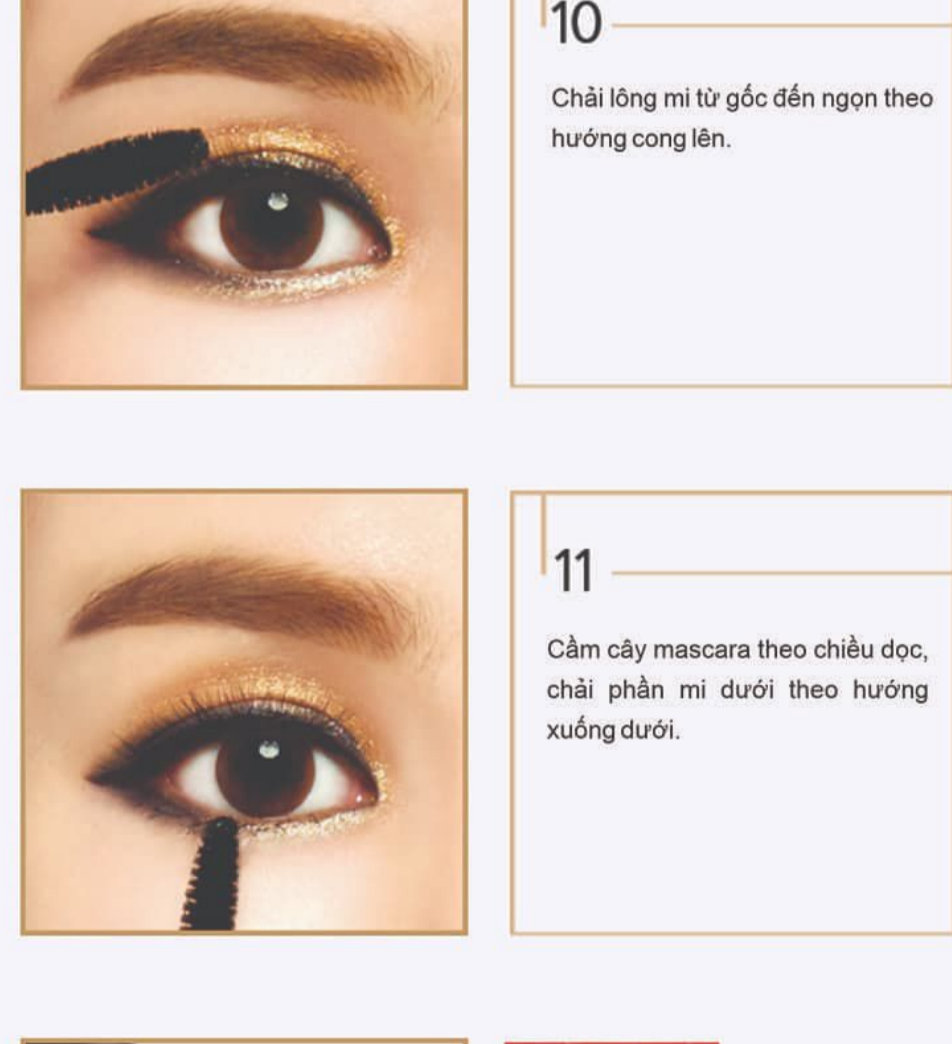 10
Chải lông mi từ gốc đến ngọn theo
hướng cong lên.
11
Cầm cây mascara theo chiều dọc,
chải phần mi dưới theo hướng
xuống dưới.